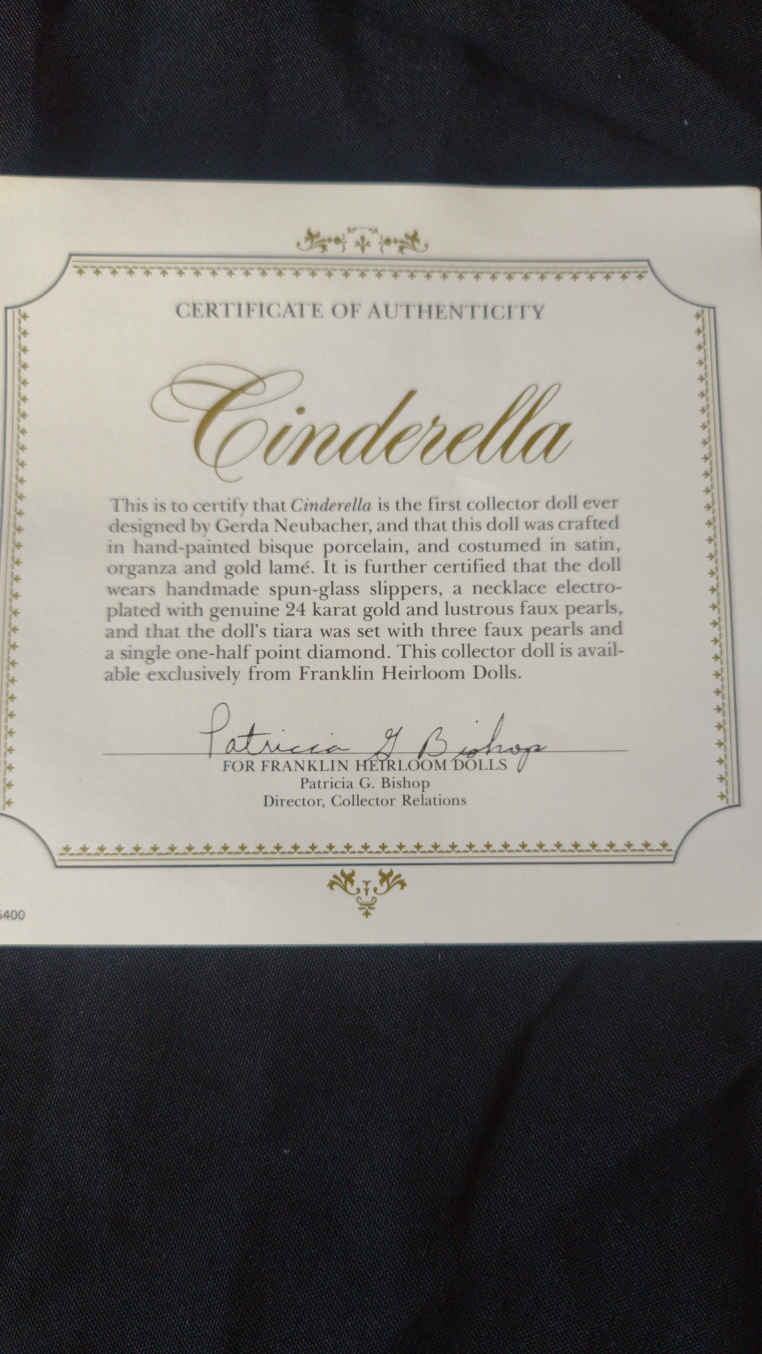 CERTIFICATE OF AUTHENTICITY
Cinderella
This is to certify that Cinderella is the first collector doll ever
designed by Gerda Neubacher, and that this doll was crafted
in hand-painted bisque porcelain, and costumed in satin,
organza and gold lamé. It is further certified that the doll
wears handmade spun-glass slippers, a necklace electro-
plated with genuine 24 karat gold and lustrous faux pearls,
and that the doll's tiara was set with three faux pearls and
a single one-half point diamond. This collector doll is avail-
able exclusively from Franklin Heirloom Dolls.
Patricia G Bishop
FOR FRANKLIN HEIRLOOM DOLLS
Patricia G. Bishop
Director, Collector Relations